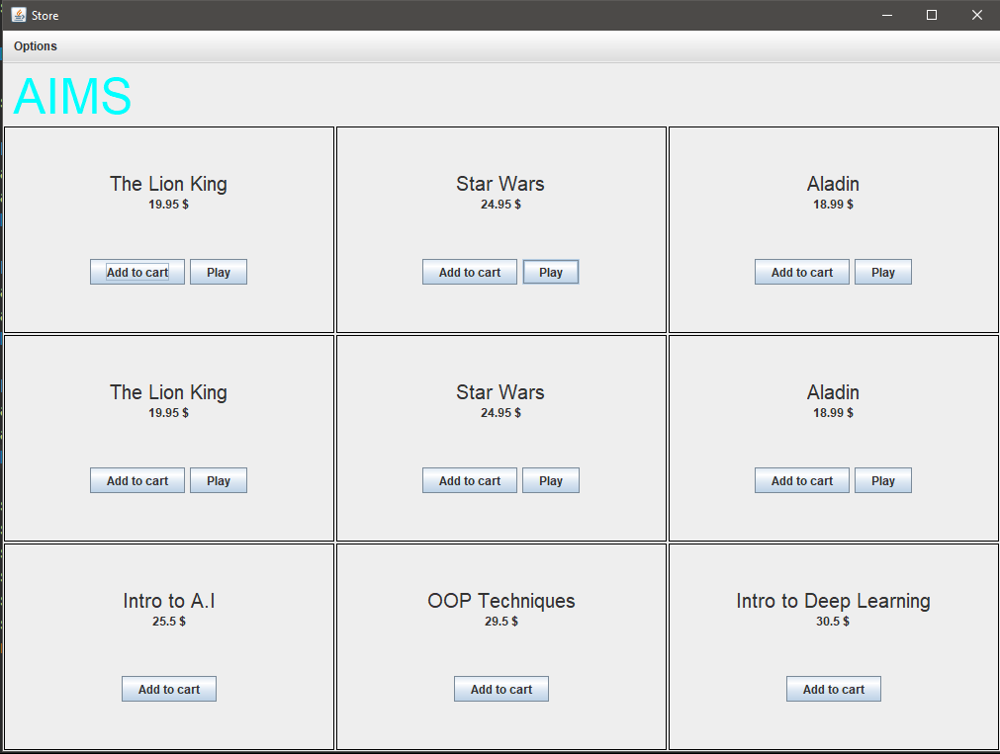 Store
Options
AIMS
The Lion King
19.95 $
Add to cart Play
Star Wars
24.95 $
Add to cart Play
Aladin
18.99 $
Add to cart Play
The Lion King
19.95 $
Add to cart Play
Star Wars
24.95 $
Add to cart Play
Aladin
18.99 $
Add to cart Play
Intro to A.I
25.5 $
Add to cart
OOP Techniques
29.5 $
Add to cart
Intro to Deep Learning
30.5 $
Add to cart